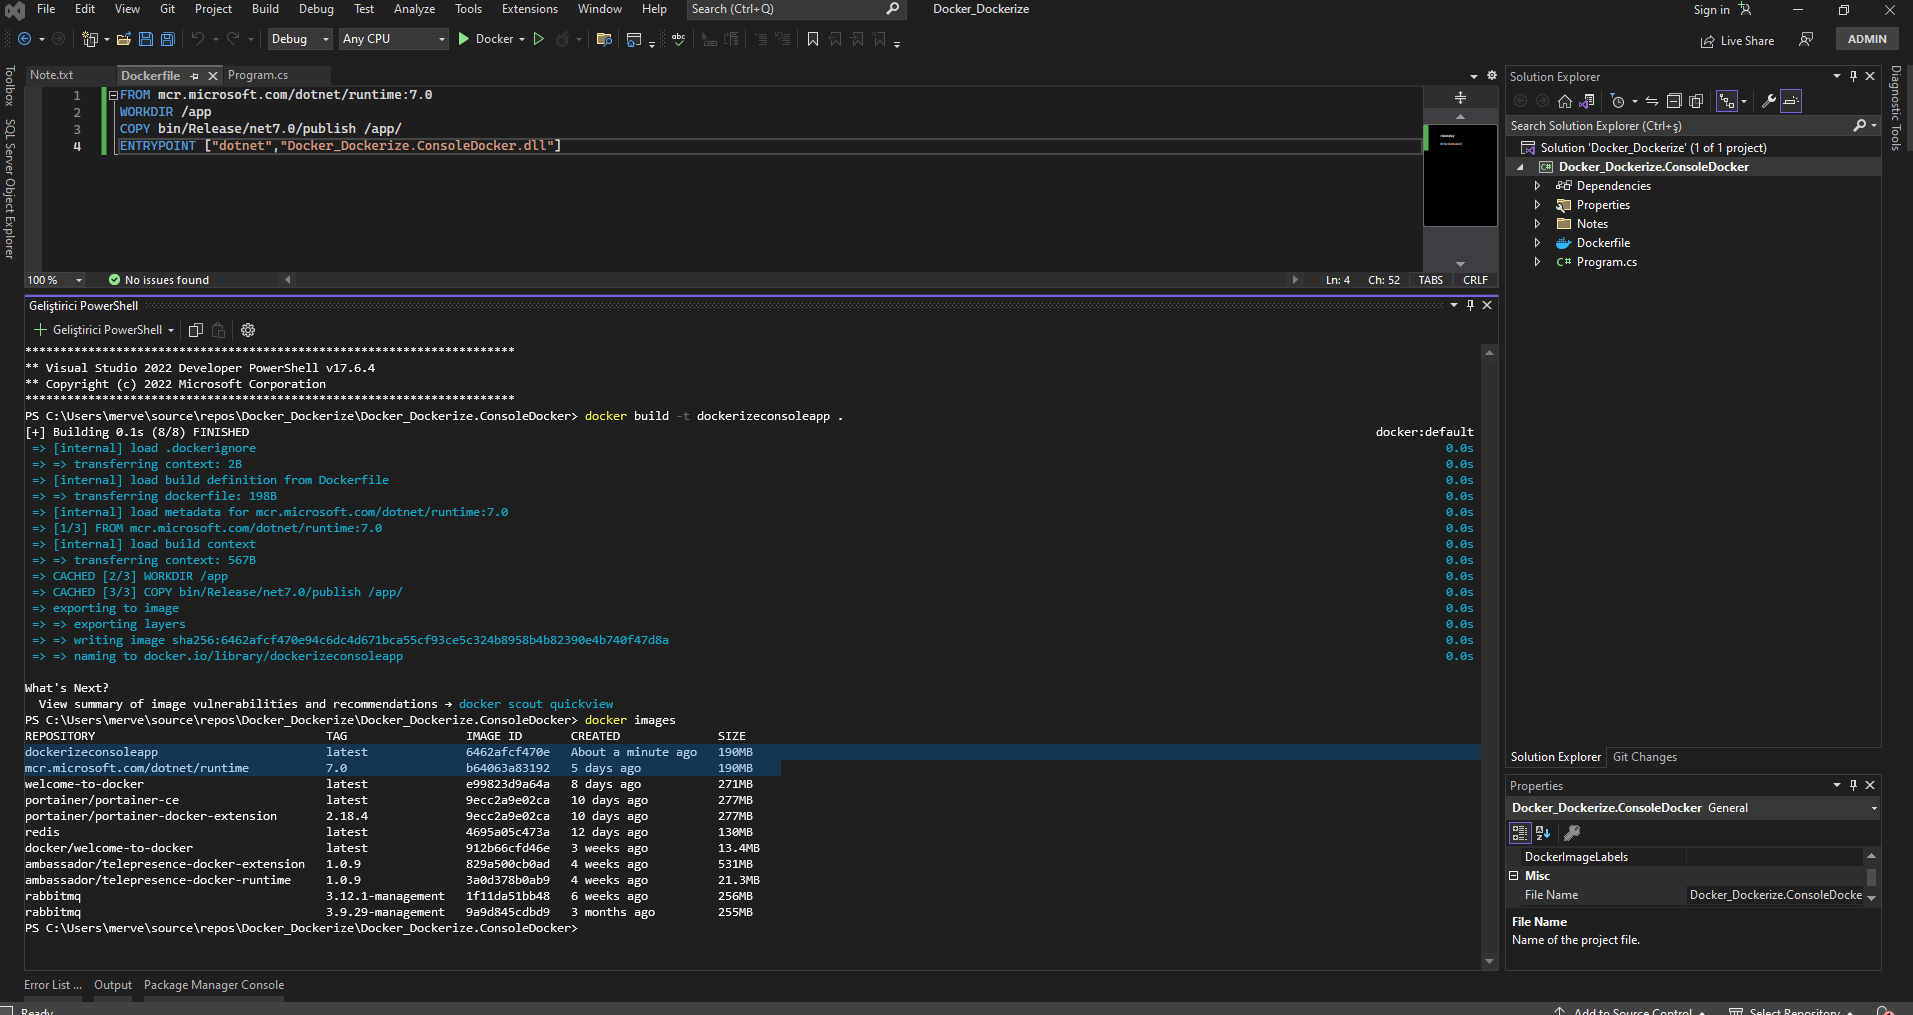 File Edit View Git Project Build Debug Test Analyze Tools Extensions Window Help Search (Ctrl+Q) Docker_Dockerize Sign in
Debug Any CPU Docker Live Share ADMIN
Note.txt Dockerfile Program.cs
Toolbox
SQL Server Object Explorer
1 FROM mcr.microsoft.com/dotnet/runtime:7.0
2 WORKDIR /app
3 COPY bin/Release/net7.0/publish /app/
4 ENTRYPOINT ["dotnet","Docker_Dockerize.ConsoleDocker.dll"]
100 % No issues found Ln: 4 Ch: 52 TABS CRLF
Geliştirici PowerShell
Geliştirici PowerShell
**********************************************************************
** Visual Studio 2022 Developer PowerShell v17.6.4
** Copyright (c) 2022 Microsoft Corporation
**********************************************************************
PS C:\Users\merve\source\repos\Docker_Dockerize\Docker_Dockerize.ConsoleDocker> docker build -t dockerizeconsoleapp .
[+] Building 0.1s (8/8) FINISHED docker:default
=> [internal] load .dockerignore 0.0s
=> => transferring context: 2B 0.0s
=> [internal] load build definition from Dockerfile 0.0s
=> => transferring dockerfile: 198B 0.0s
=> [internal] load metadata for mcr.microsoft.com/dotnet/runtime:7.0 0.0s
=> [1/3] FROM mcr.microsoft.com/dotnet/runtime:7.0 0.0s
=> [internal] load build context 0.0s
=> => transferring context: 567B 0.0s
=> CACHED [2/3] WORKDIR /app 0.0s
=> CACHED [3/3] COPY bin/Release/net7.0/publish /app/ 0.0s
=> exporting to image 0.0s
=> => exporting layers 0.0s
=> => writing image sha256:6462afcf470e94c6dc4d671bca55cf93ce5c324b8958b4b82390e4b740f47d8a 0.0s
=> => naming to docker.io/library/dockerizeconsoleapp 0.0s
What's Next?
View summary of image vulnerabilities and recommendations → docker scout quickview
PS C:\Users\merve\source\repos\Docker_Dockerize\Docker_Dockerize.ConsoleDocker> docker images
REPOSITORY TAG IMAGE ID CREATED SIZE
dockerizeconsoleapp latest 6462afcf470e About a minute ago 190MB
mcr.microsoft.com/dotnet/runtime 7.0 b64063a83192 5 days ago 190MB
welcome-to-docker latest e99823d9a64a 8 days ago 271MB
portainer/portainer-ce latest 9ecc2a9e02ca 10 days ago 277MB
portainer/portainer-docker-extension 2.18.4 9ecc2a9e02ca 10 days ago 277MB
redis latest 4695a05c473a 12 days ago 130MB
docker/welcome-to-docker latest 912b66cfd46e 3 weeks ago 13.4MB
ambassador/telepresence-docker-extension 1.0.9 829a500cb0ad 4 weeks ago 531MB
ambassador/telepresence-docker-runtime 1.0.9 3a0d378b0ab9 4 weeks ago 21.3MB
rabbitmq 3.12.1-management 1f11da51bb48 6 weeks ago 256MB
rabbitmq 3.9.29-management 9a9d845cdbd9 3 months ago 255MB
PS C:\Users\merve\source\repos\Docker_Dockerize\Docker_Dockerize.ConsoleDocker>
Error List ... Output Package Manager Console
Solution Explorer
Search Solution Explorer (Ctrl+ş)
Solution 'Docker_Dockerize' (1 of 1 project)
C# Docker_Dockerize.ConsoleDocker
Dependencies
Properties
Notes
Dockerfile
C# Program.cs
Solution Explorer Git Changes
Diagnostic Tools
Properties
Docker_Dockerize.ConsoleDocker General
DockerImageLabels
Misc
File Name Docker_Dockerize.ConsoleDocke
File Name
Name of the project file.
Ready Add to Source Control Select Repository